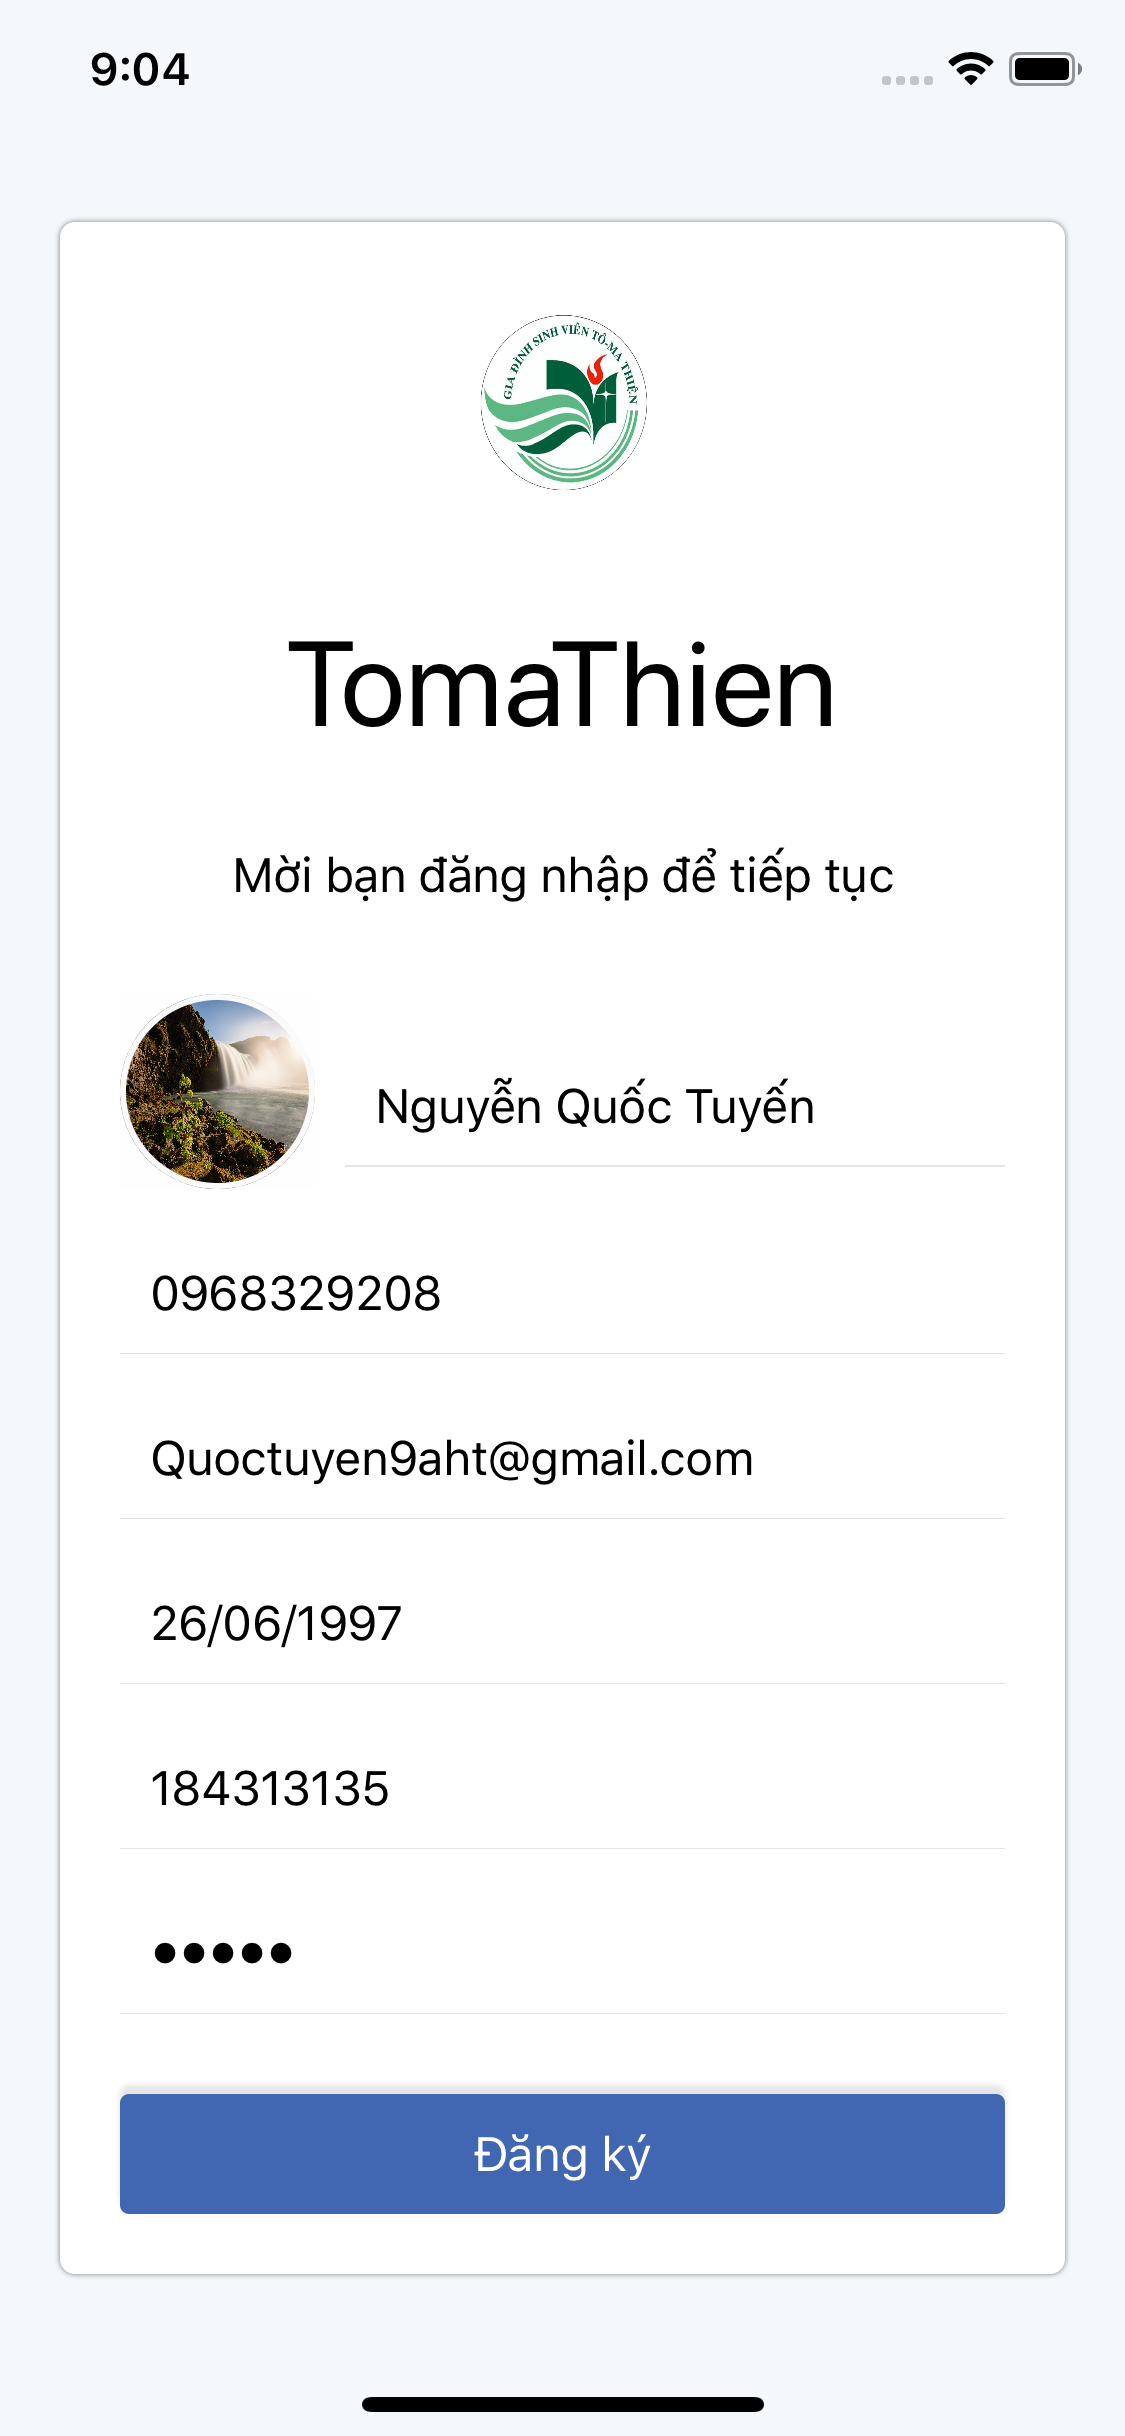 9:04
GIA ĐÌNH SINH VIÊN TÔ-MA THIỆN
TomaThien
Mời bạn đăng nhập để tiếp tục
Nguyễn Quốc Tuyến
0968329208
Quoctuyen9aht@gmail.com
26/06/1997
184313135
•••••
Đăng ký